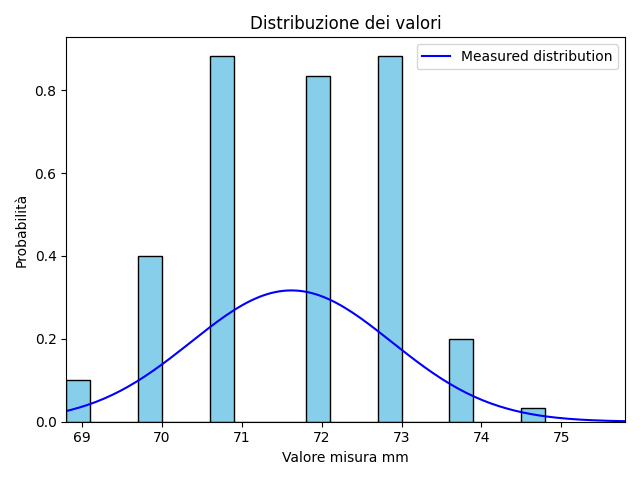 Distribuzione dei valori
Measured distribution
Probabilità
0.8
0.6
0.4
0.2
0.0
69 70 71 72 73 74 75
Valore misura mm